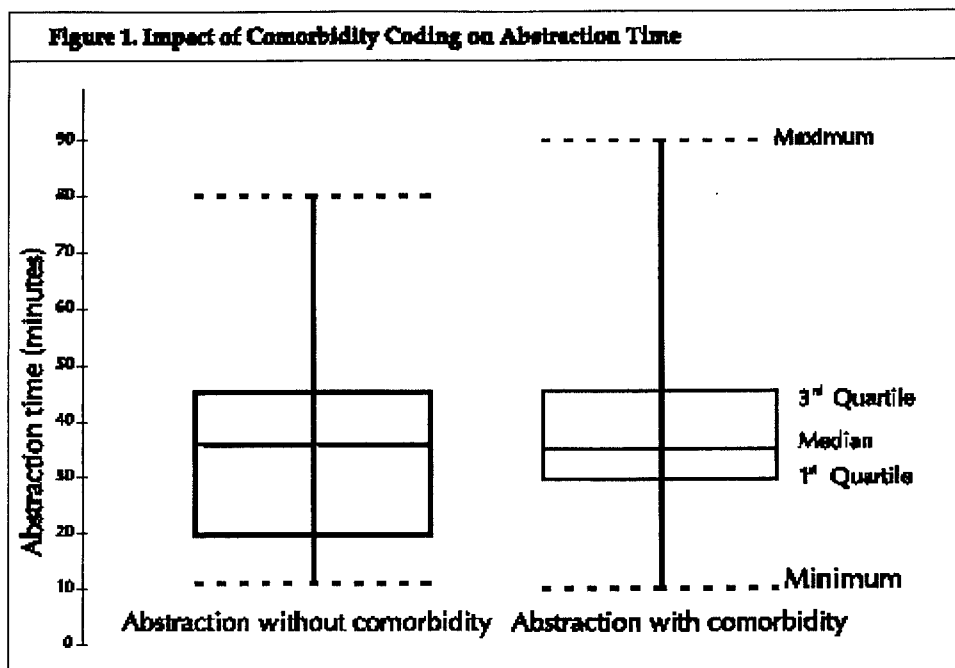 Figure 1. Impact of Comorbidity Coding on Abstraction Time
Abstraction time (minutes)
90
80
70
60
50
40
30
20
10
0
Maximum
3rd Quartile
Median
1st Quartile
Minimum
Abstraction without comorbidity
Abstraction with comorbidity